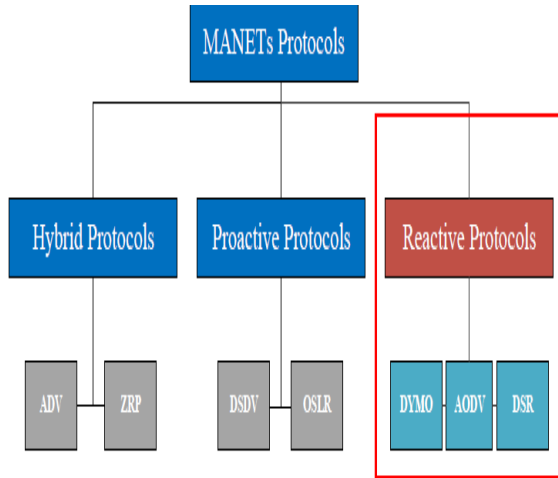 MANETs Protocols
Hybrid Protocols
Proactive Protocols
Reactive Protocols
ADV
ZRP
DSDV
OSLR
DYMO
AODV
DSR